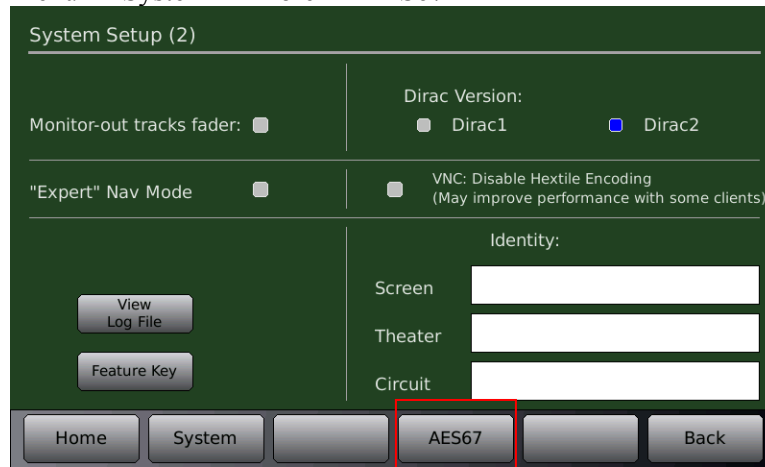 System Setup (2)
Dirac Version:
Monitor-out tracks fader:
Dirac1
Dirac2
"Expert" Nav Mode
VNC: Disable Hextile Encoding
(May improve performance with some clients)
Identity:
Screen
View
Log File
Theater
Feature Key
Circuit
Home
System
AES67
Back